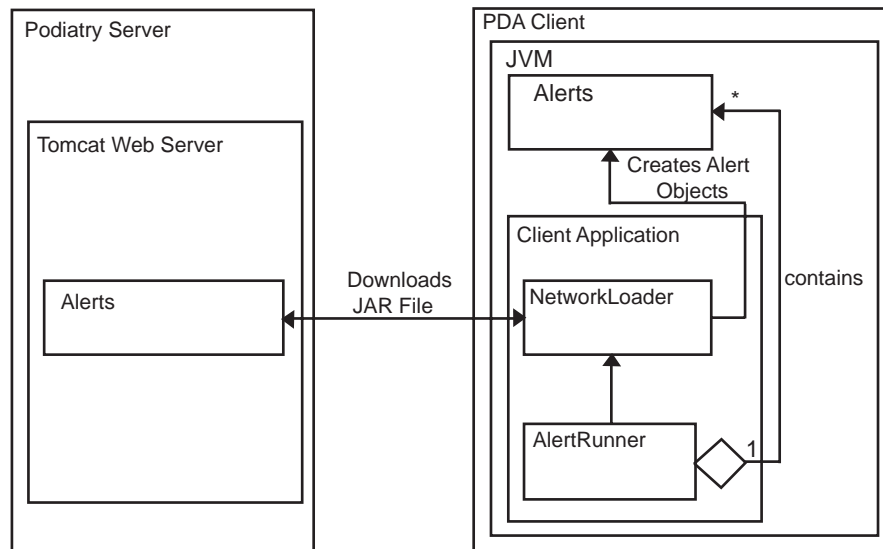 Podiatry Server
Tomcat Web Server
Alerts
Downloads
JAR File
PDA Client
JVM
Alerts
*
Creates Alert
Objects
Client Application
NetworkLoader
contains
AlertRunner
1